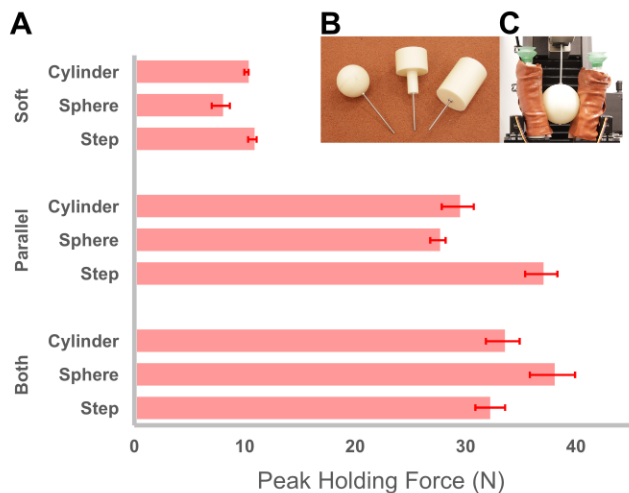 A
B
C
Soft
Cylinder
Sphere
Step
Parallel
Cylinder
Sphere
Step
Both
Cylinder
Sphere
Step
0 10 20 30 40
Peak Holding Force (N)